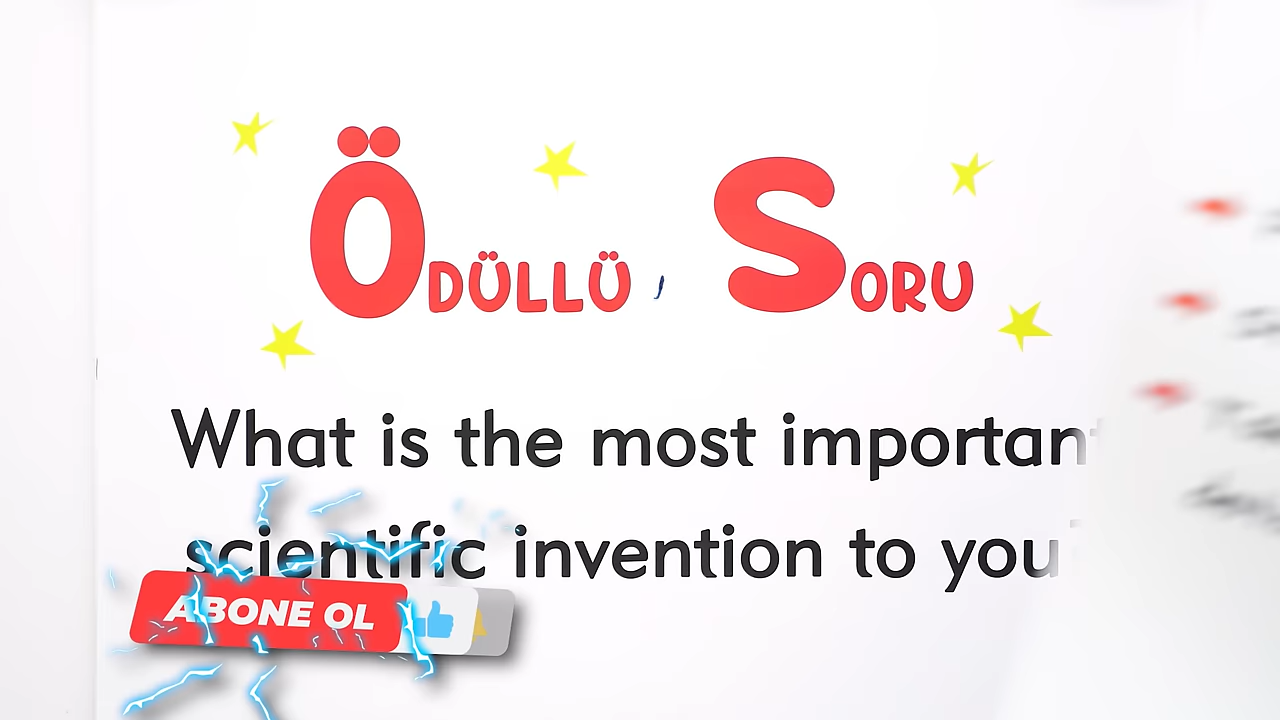 ÖDÜLLÜ SORU
What is the most important
scientific invention to you
ABONE OL